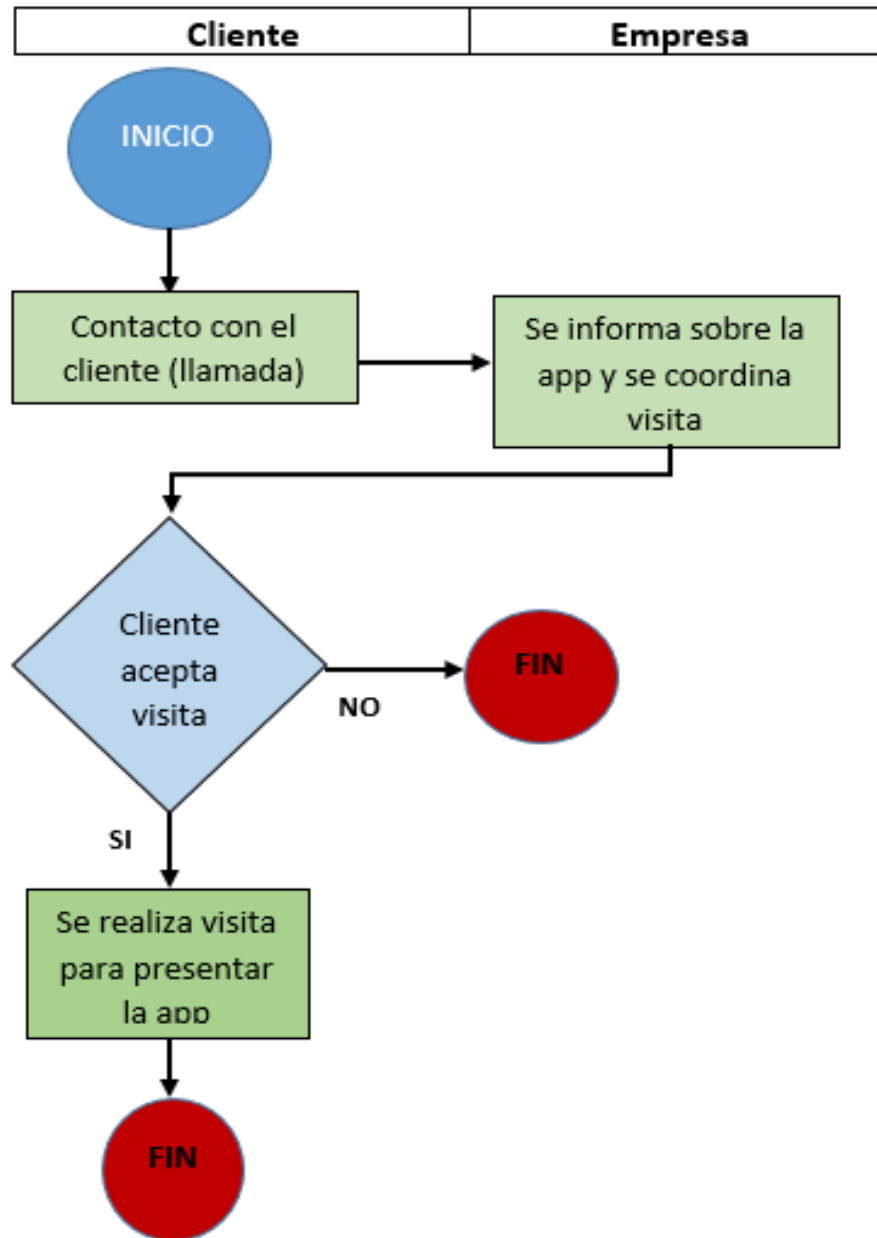 Cliente Empresa
INICIO
Contacto con el
cliente (llamada)
Se informa sobre la
app y se coordina
visita
Cliente
acepta
visita
NO
FIN
SI
Se realiza visita
para presentar
la app
FIN